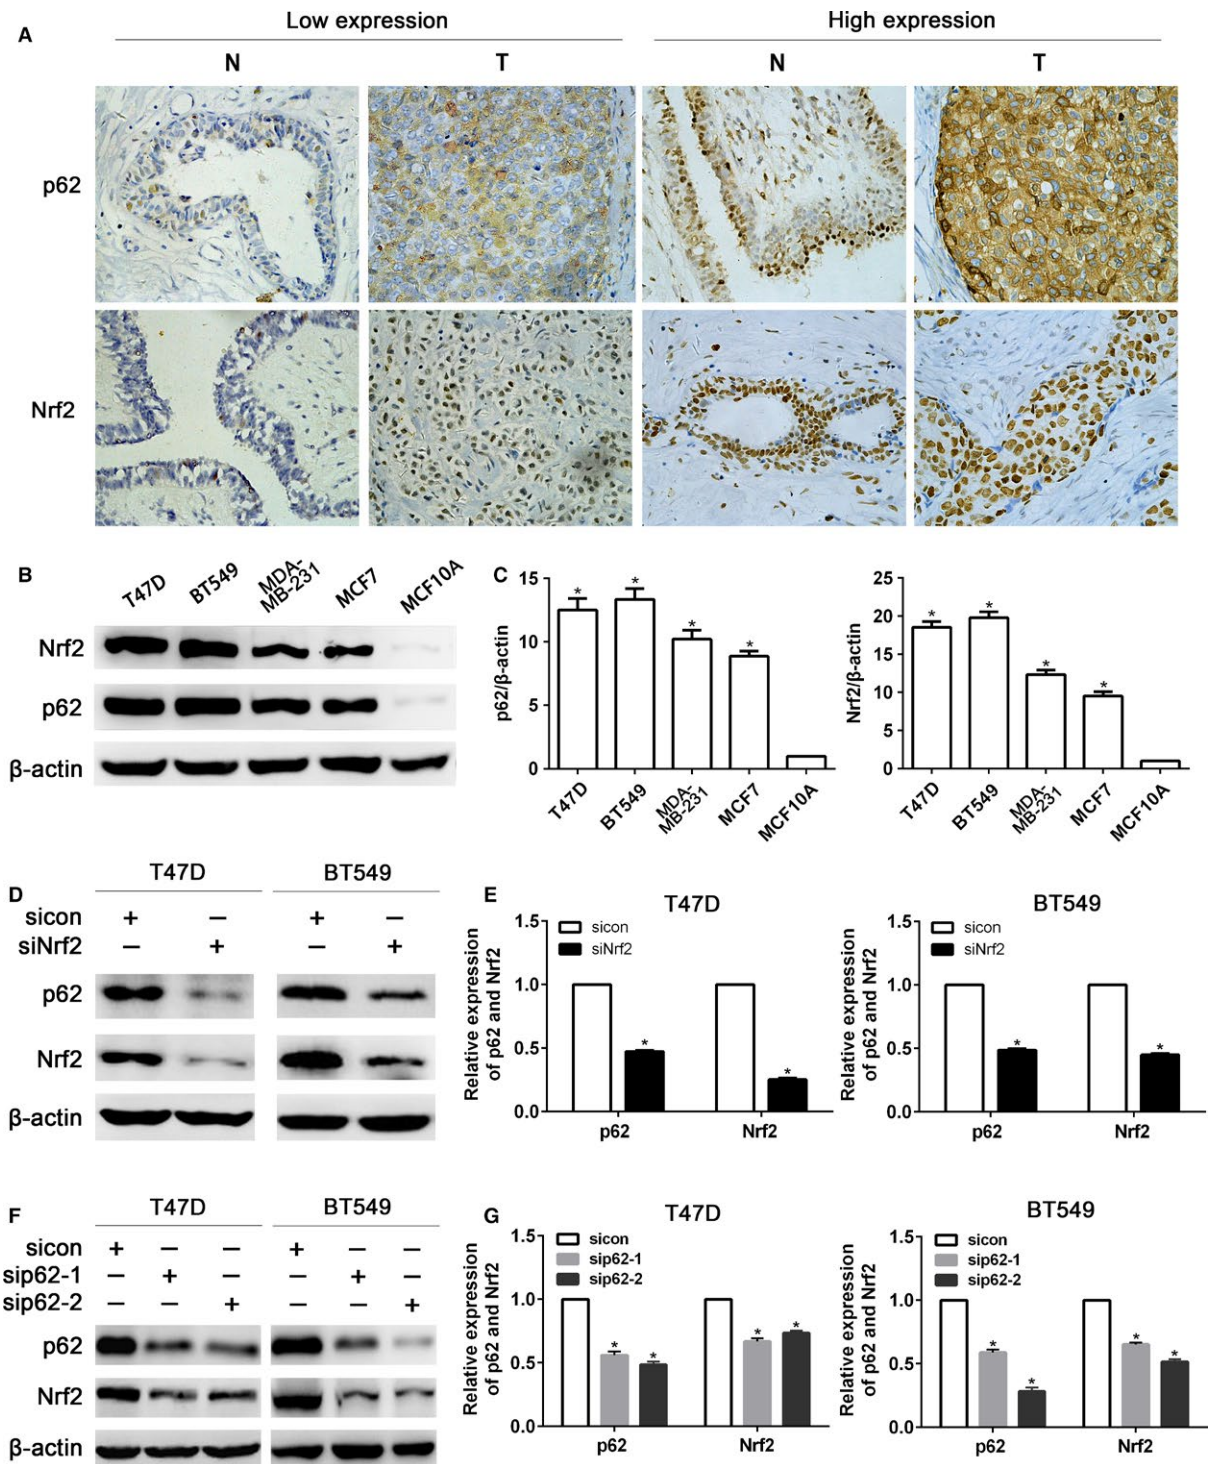 A
Low expression High expression
N T N T
p62
Nrf2
B
T47D BT549 MDA-MB-231 MCF7 MCF10A
Nrf2
p62
β-actin
C
p62/β-actin
15
10
5
0
T47D BT549 MDA-MB-231 MCF7 MCF10A
* * * *
Nrf2/β-actin
25
20
15
10
5
0
T47D BT549 MDA-MB-231 MCF7 MCF10A
* * * *
D
T47D BT549
sicon + − + −
siNrf2 − + − +
p62
Nrf2
β-actin
E
T47D
Relative expression
of p62 and Nrf2
1.5
1.0
0.5
0.0
sicon
siNrf2
* *
p62 Nrf2
BT549
Relative expression
of p62 and Nrf2
1.5
1.0
0.5
0.0
sicon
siNrf2
* *
p62 Nrf2
F
T47D BT549
sicon + − − + − −
sip62-1 − + − − + −
sip62-2 − − + − − +
p62
Nrf2
β-actin
G
T47D
Relative expression
of p62 and Nrf2
1.5
1.0
0.5
0.0
sicon
sip62-1
sip62-2
* * * *
p62 Nrf2
BT549
Relative expression
of p62 and Nrf2
1.5
1.0
0.5
0.0
sicon
sip62-1
sip62-2
* * * *
p62 Nrf2